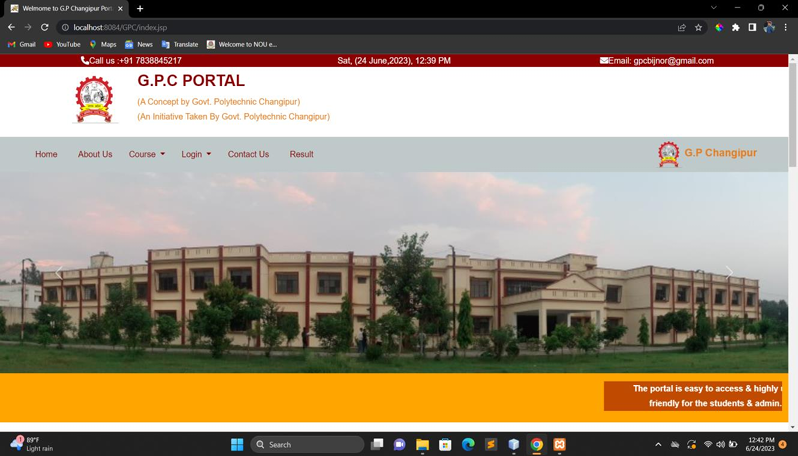 Welmome to G.P Changipur Port
localhost:8084/GPC/index.jsp
Gmail
YouTube
Maps
News
Translate
Welcome to NOU e...
Call us :+91 7838845217
Sat, (24 June,2023), 12:39 PM
Email: gpcbijnor@gmail.com
G.P.C PORTAL
(A Concept by Govt. Polytechnic Changipur)
(An Initiative Taken By Govt. Polytechnic Changipur)
Home
About Us
Course
Login
Contact Us
Result
G.P Changipur
The portal is easy to access & highly
friendly for the students & admin.
1
89°F
Light rain
Search
12:42 PM
6/24/2023
4